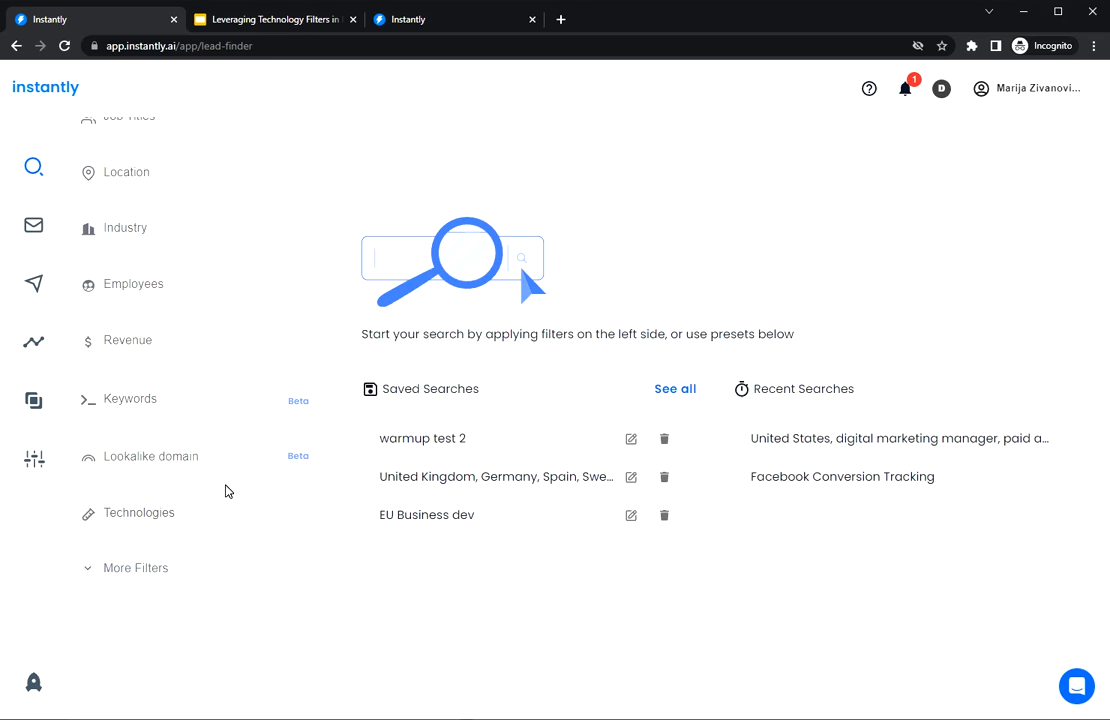 Instantly
Leveraging Technology Filters in
Instantly
app.instantly.ai/app/lead-finder
Incognito
instantly
1
D
Marija Zivanovi...
Job Titles
Location
Industry
Employees
Revenue
Keywords
Beta
Lookalike domain
Beta
Technologies
More Filters
Start your search by applying filters on the left side, or use presets below
Saved Searches
See all
warmup test 2
United Kingdom, Germany, Spain, Swe...
EU Business dev
Recent Searches
United States, digital marketing manager, paid a...
Facebook Conversion Tracking